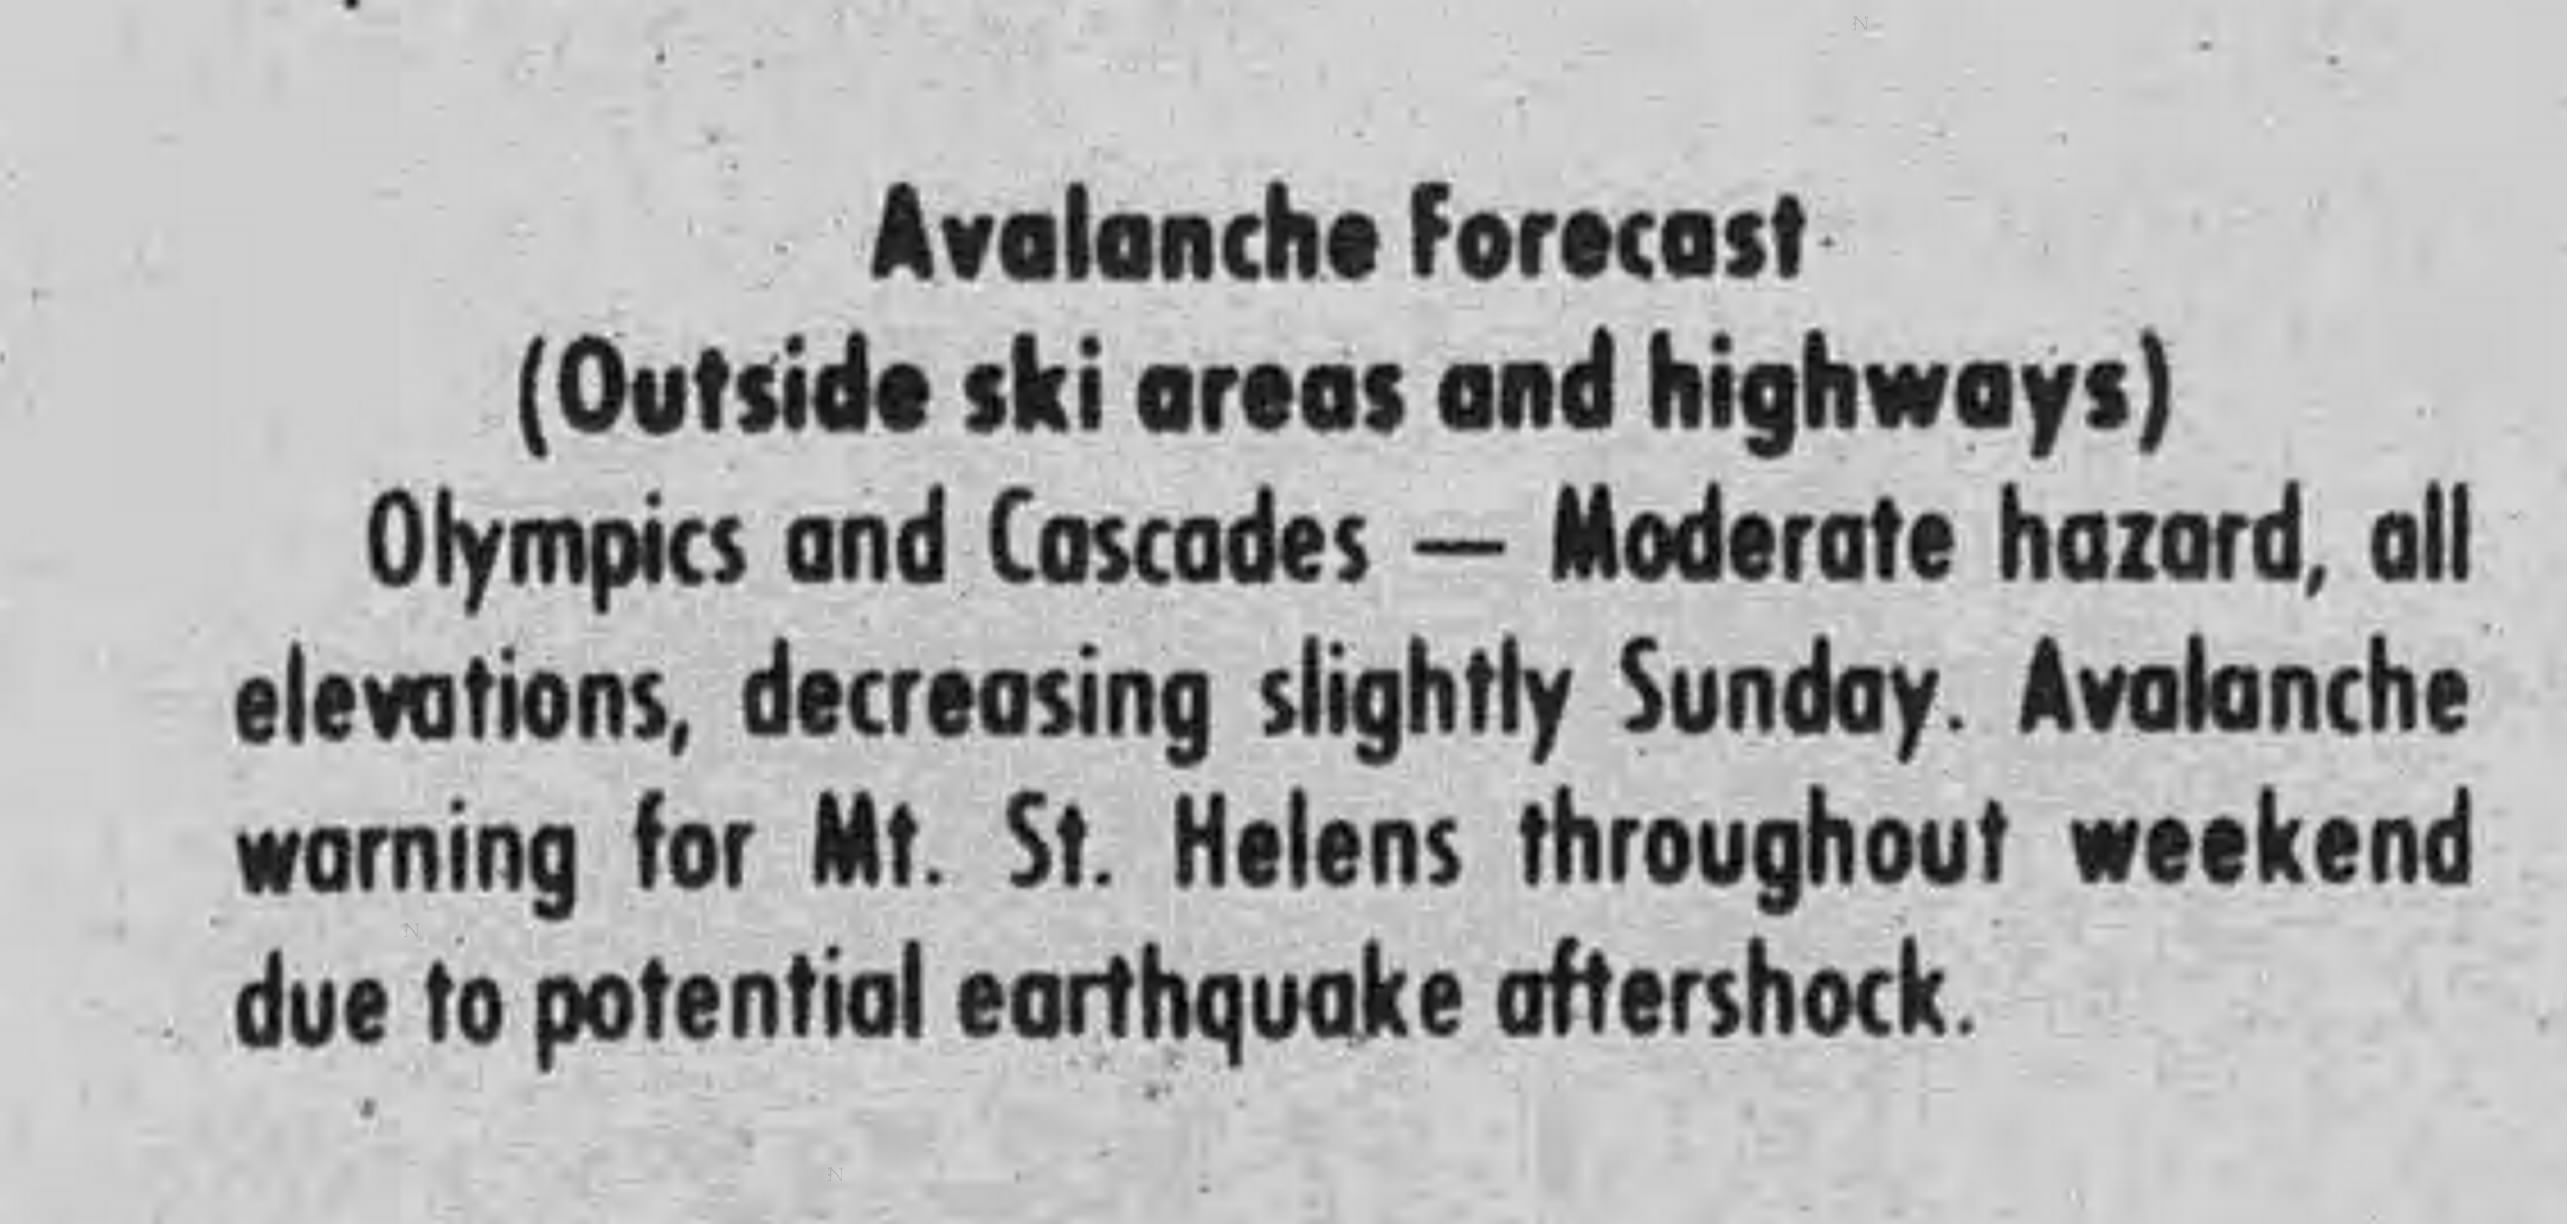 Avalanche Forecast
(Outside ski areas and highways)
Olympics and Cascades — Moderate hazard, all
elevations, decreasing slightly Sunday. Avalanche
warning for Mt. St. Helens throughout weekend
due to potential earthquake aftershock.